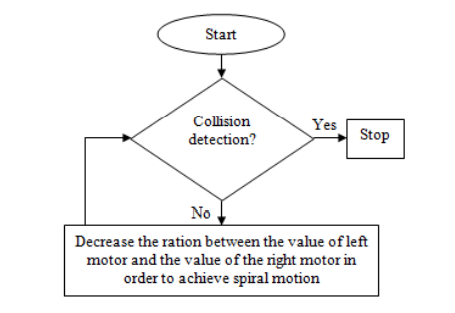 Start
Collision
detection?
Yes
Stop
No
Decrease the ration between the value of left
motor and the value of the right motor in
order to achieve spiral motion